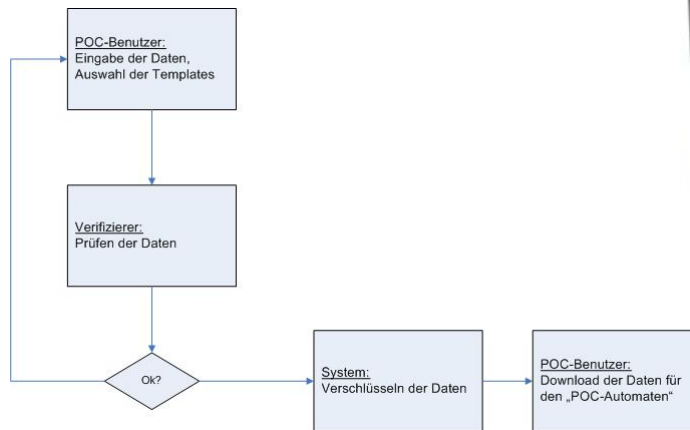 POC-Benutzer:
Eingabe der Daten,
Auswahl der Templates
Verifizierer:
Prüfen der Daten
Ok?
System:
Verschlüsseln der Daten
POC-Benutzer:
Download der Daten für
den „POC-Automaten“